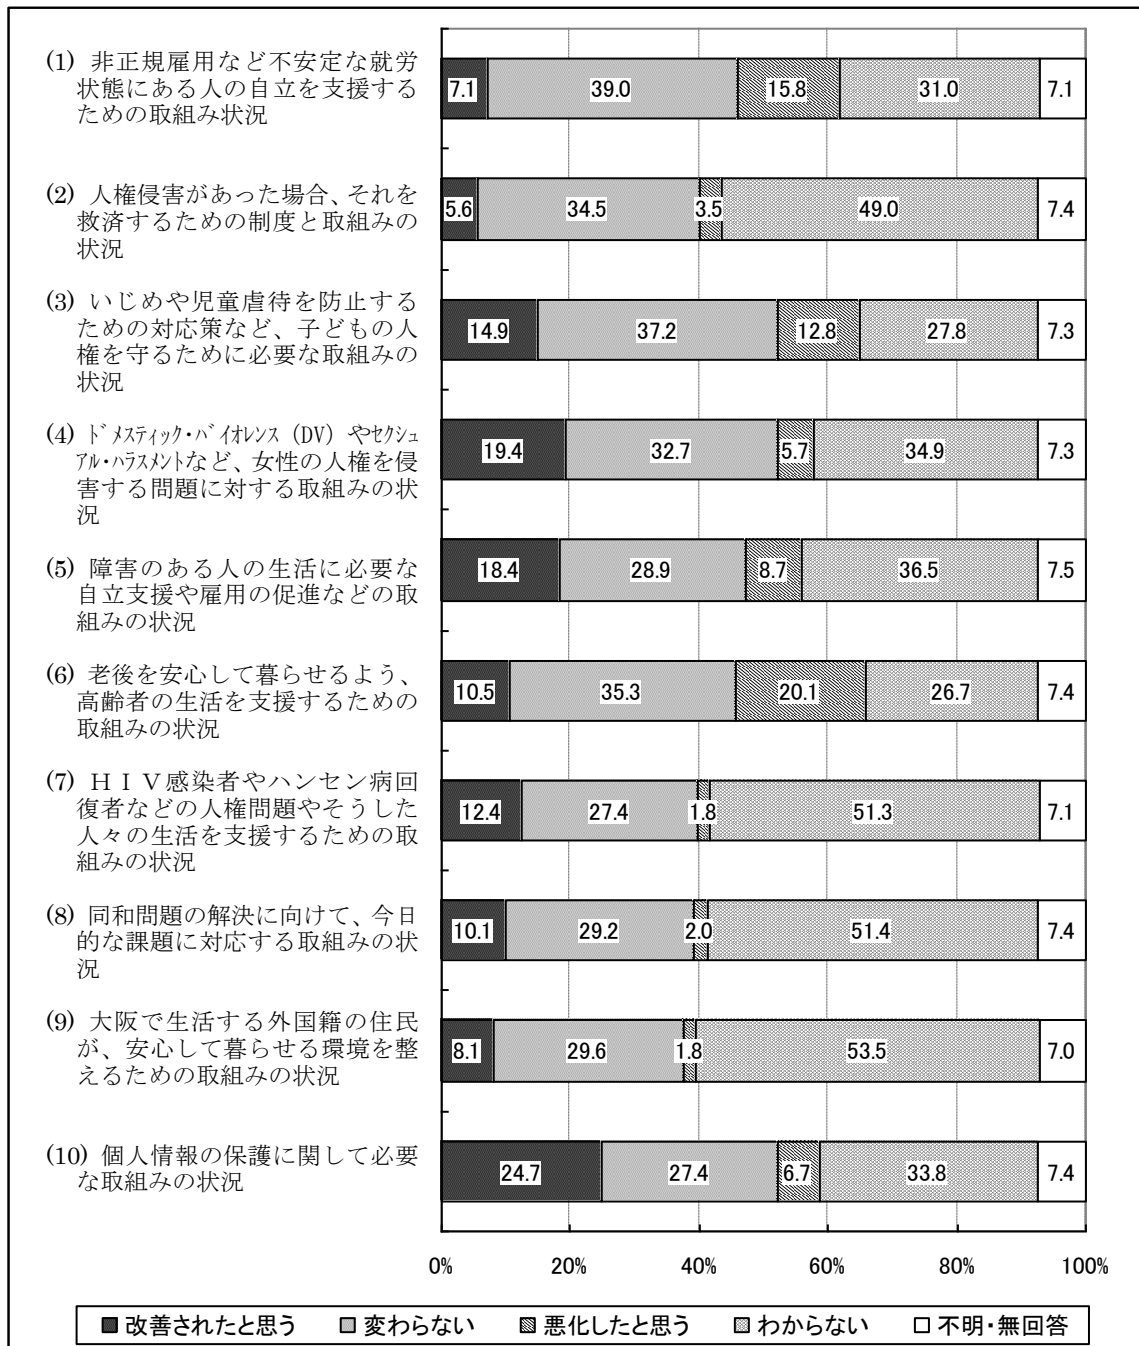 (1) 非正規雇用など不安定な就労
状態にある人の自立を支援する
ための取組み状況
7.1 39.0 15.8 31.0 7.1
(2) 人権侵害があった場合、それを
救済するための制度と取組みの
状況
5.6 34.5 3.5 49.0 7.4
(3) いじめや児童虐待を防止する
ための対応策など、子どもの人
権を守るために必要な取組みの
状況
14.9 37.2 12.8 27.8 7.3
(4) ﾄﾞﾒｽﾃｨｯｸ・ﾊﾞｲｵﾚﾝｽ（DV）やｾｸｼｭ
ｱﾙ・ﾊﾗｽﾒﾝﾄなど、女性の人権を侵
害する問題に対する取組みの状
況
19.4 32.7 5.7 34.9 7.3
(5) 障害のある人の生活に必要な
自立支援や雇用の促進などの取
組みの状況
18.4 28.9 8.7 36.5 7.5
(6) 老後を安心して暮らせるよう、
高齢者の生活を支援するための
取組みの状況
10.5 35.3 20.1 26.7 7.4
(7) ＨＩＶ感染者やハンセン病回
復者などの人権問題やそうした
人々の生活を支援するための取
組みの状況
12.4 27.4 1.8 51.3 7.1
(8) 同和問題の解決に向けて、今日
的な課題に対応する取組みの状
況
10.1 29.2 2.0 51.4 7.4
(9) 大阪で生活する外国籍の住民
が、安心して暮らせる環境を整
えるための取組みの状況
8.1 29.6 1.8 53.5 7.0
(10) 個人情報の保護に関して必要
な取組みの状況
24.7 27.4 6.7 33.8 7.4
0% 20% 40% 60% 80% 100%
改善されたと思う 変わらない 悪化したと思う わからない 不明・無回答